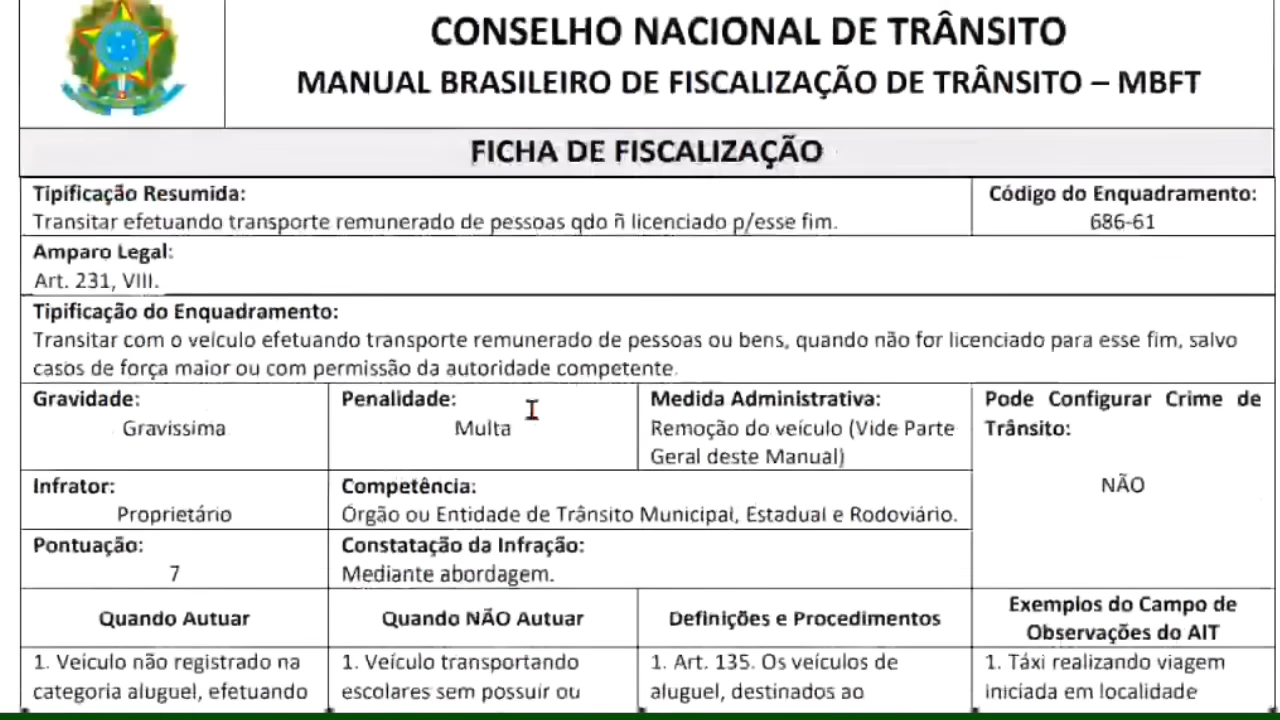 CONSELHO NACIONAL DE TRÂNSITO
MANUAL BRASILEIRO DE FISCALIZAÇÃO DE TRÂNSITO – MBFT
FICHA DE FISCALIZAÇÃO
Tipificação Resumida:
Transitar efetuando transporte remunerado de pessoas qdo ñ licenciado p/esse fim.
Código do Enquadramento:
686-61
Amparo Legal:
Art. 231, VIII.
Tipificação do Enquadramento:
Transitar com o veículo efetuando transporte remunerado de pessoas ou bens, quando não for licenciado para esse fim, salvo
casos de força maior ou com permissão da autoridade competente.
Gravidade:
Gravíssima
Penalidade:
Multa
Medida Administrativa:
Remoção do veículo (Vide Parte
Geral deste Manual)
Pode Configurar Crime de
Trânsito:
NÃO
Infrator:
Proprietário
Competência:
Órgão ou Entidade de Trânsito Municipal, Estadual e Rodoviário.
Pontuação:
7
Constatação da Infração:
Mediante abordagem.
Quando Autuar
Quando NÃO Autuar
Definições e Procedimentos
Exemplos do Campo de
Observações do AIT
1. Veículo não registrado na
categoria aluguel, efetuando
1. Veículo transportando
escolares sem possuir ou
1. Art. 135. Os veículos de
aluguel, destinados ao
1. Táxi realizando viagem
iniciada em localidade